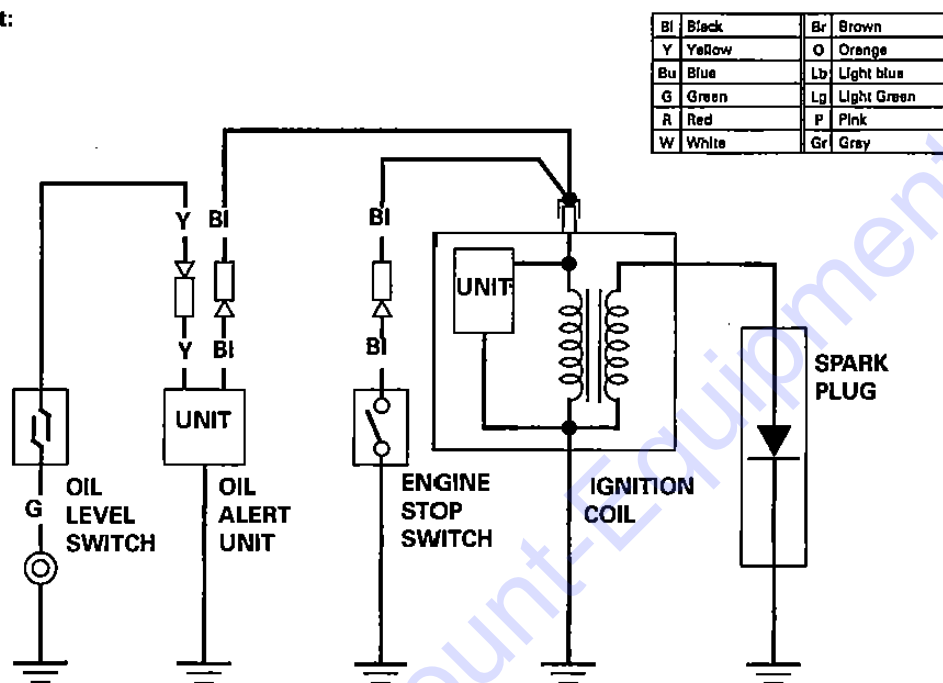 t:
Bl Black Br Brown
Y Yellow O Orange
Bu Blue Lb Light blue
G Green Lg Light Green
R Red P Pink
W White Gr Gray
Y Bl Bl
Y Bl Bl
UNIT
UNIT
SPARK
PLUG
G
OIL
LEVEL
SWITCH
OIL
ALERT
UNIT
ENGINE
STOP
SWITCH
IGNITION
COIL
ount-Equipment